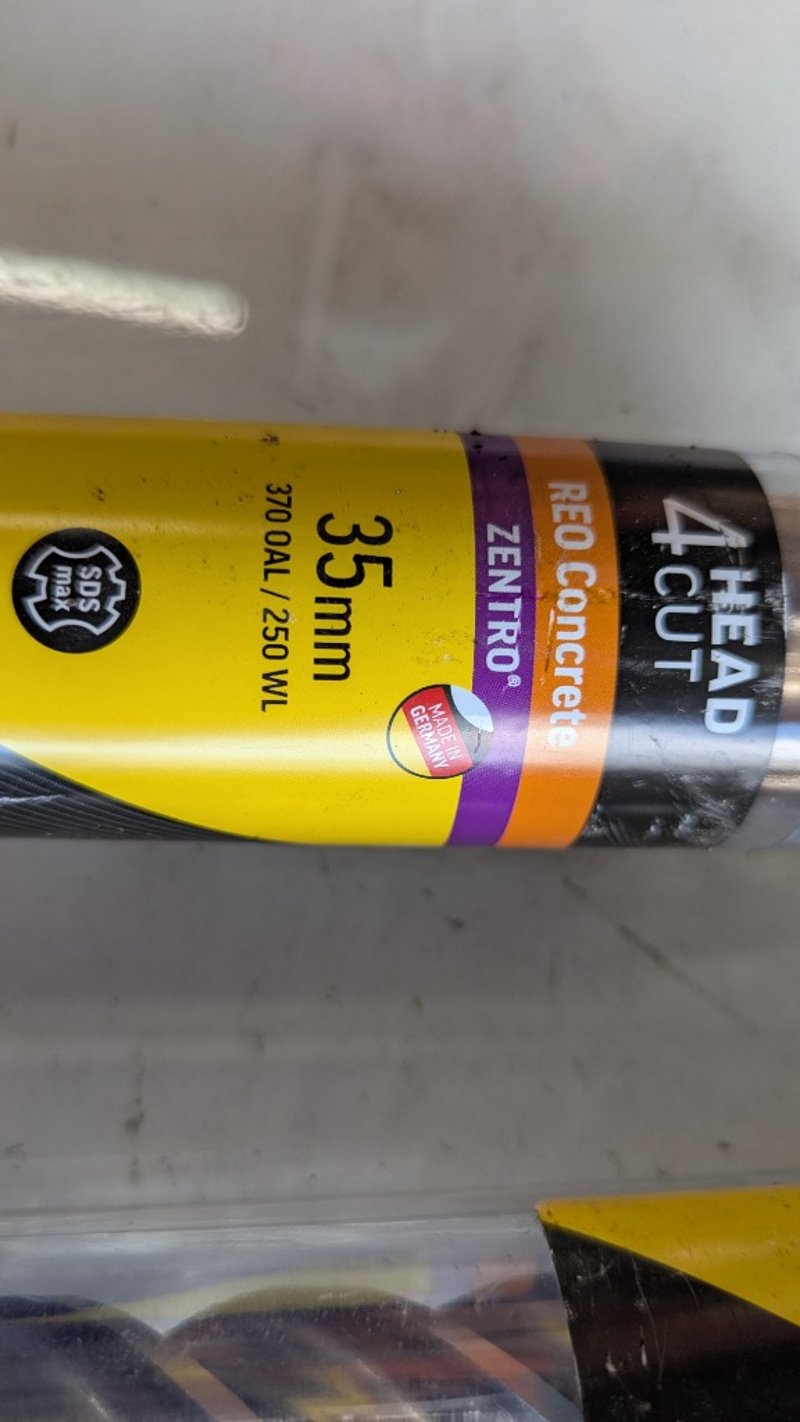 4 HEAD
CUT
REO Concrete
ZENTRO®
MADE IN
GERMANY
35mm
370 OAL / 250 WL
SDS
max